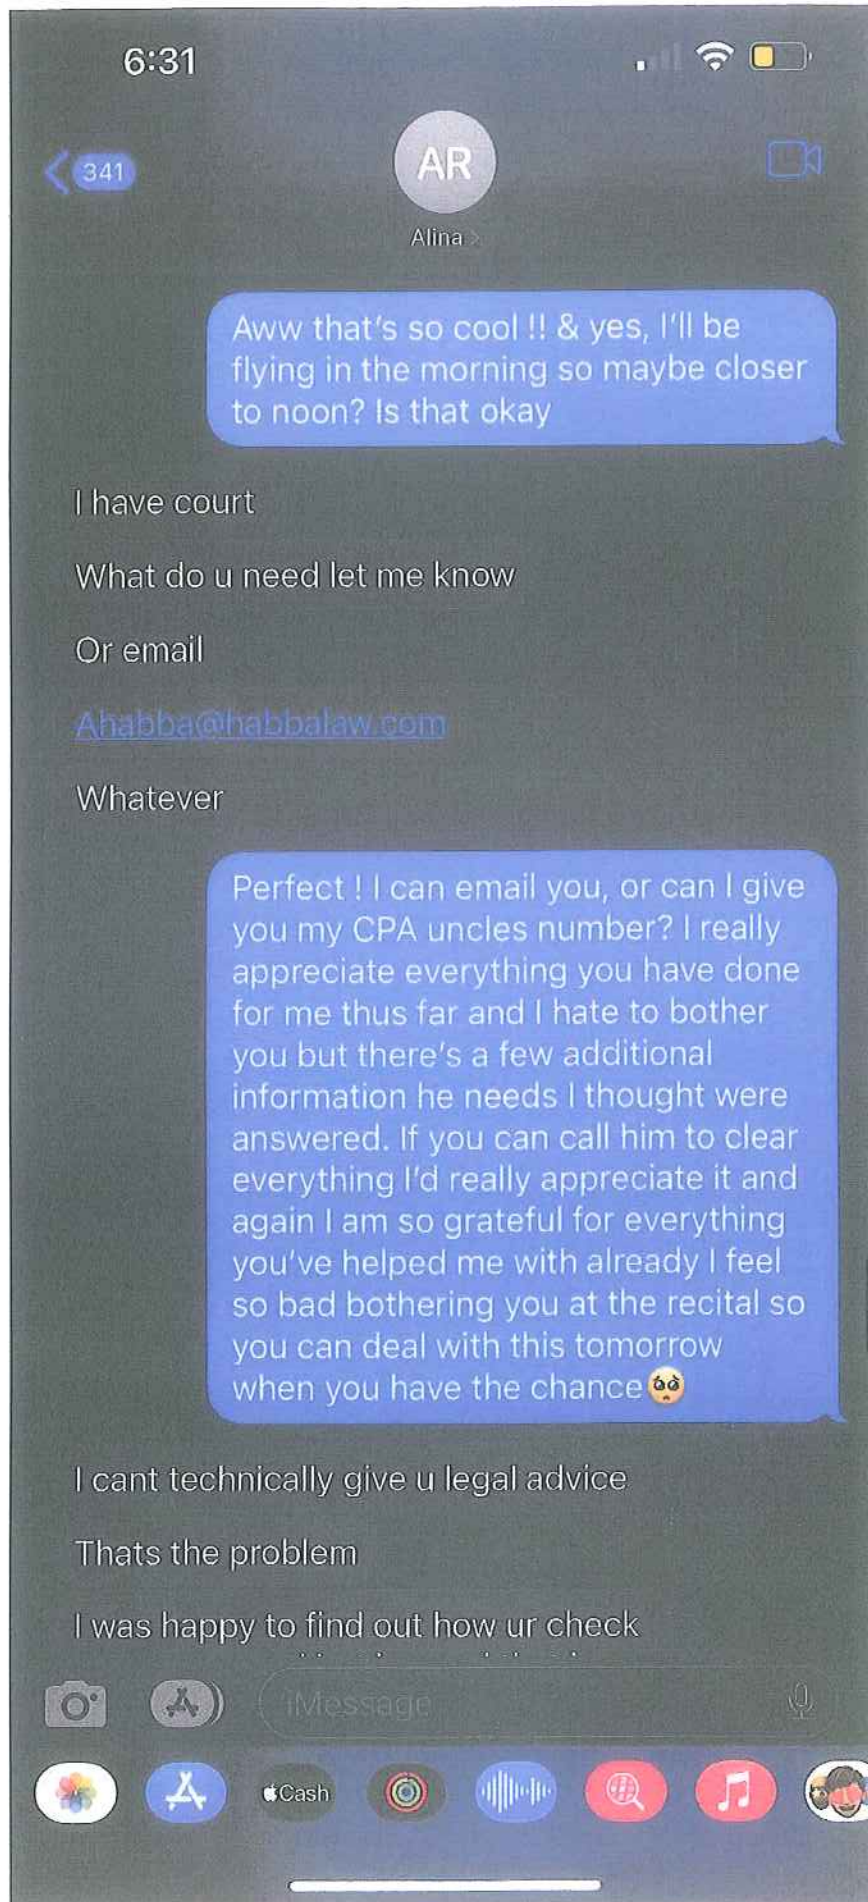 6:31
341
AR
Alina >
Aww that's so cool !! & yes, I'll be
flying in the morning so maybe closer
to noon? Is that okay
I have court
What do u need let me know
Or email
Ahabba@habbalaw.com
Whatever
Perfect ! I can email you, or can I give
you my CPA uncles number? I really
appreciate everything you have done
for me thus far and I hate to bother
you but there's a few additional
information he needs I thought were
answered. If you can call him to clear
everything I'd really appreciate it and
again I am so grateful for everything
you've helped me with already I feel
so bad bothering you at the recital so
you can deal with this tomorrow
when you have the chance🥺
I cant technically give u legal advice
Thats the problem
I was happy to find out how ur check
iMessage
Cash